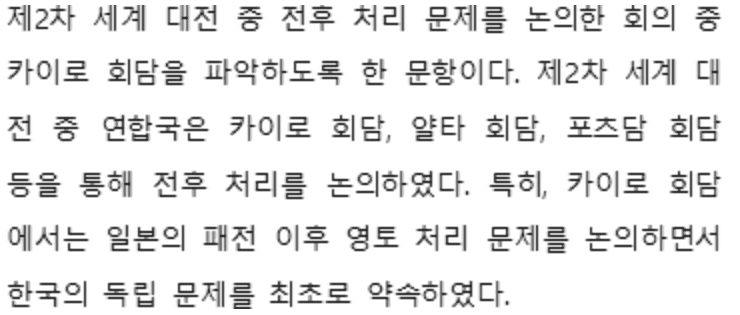 제2차 세계 대전 중 전후 처리 문제를 논의한 회의 중
카이로 회담을 파악하도록 한 문항이다. 제2차 세계 대
전 중 연합국은 카이로 회담, 얄타 회담, 포츠담 회담
등을 통해 전후 처리를 논의하였다. 특히, 카이로 회담
에서는 일본의 패전 이후 영토 처리 문제를 논의하면서
한국의 독립 문제를 최초로 약속하였다.